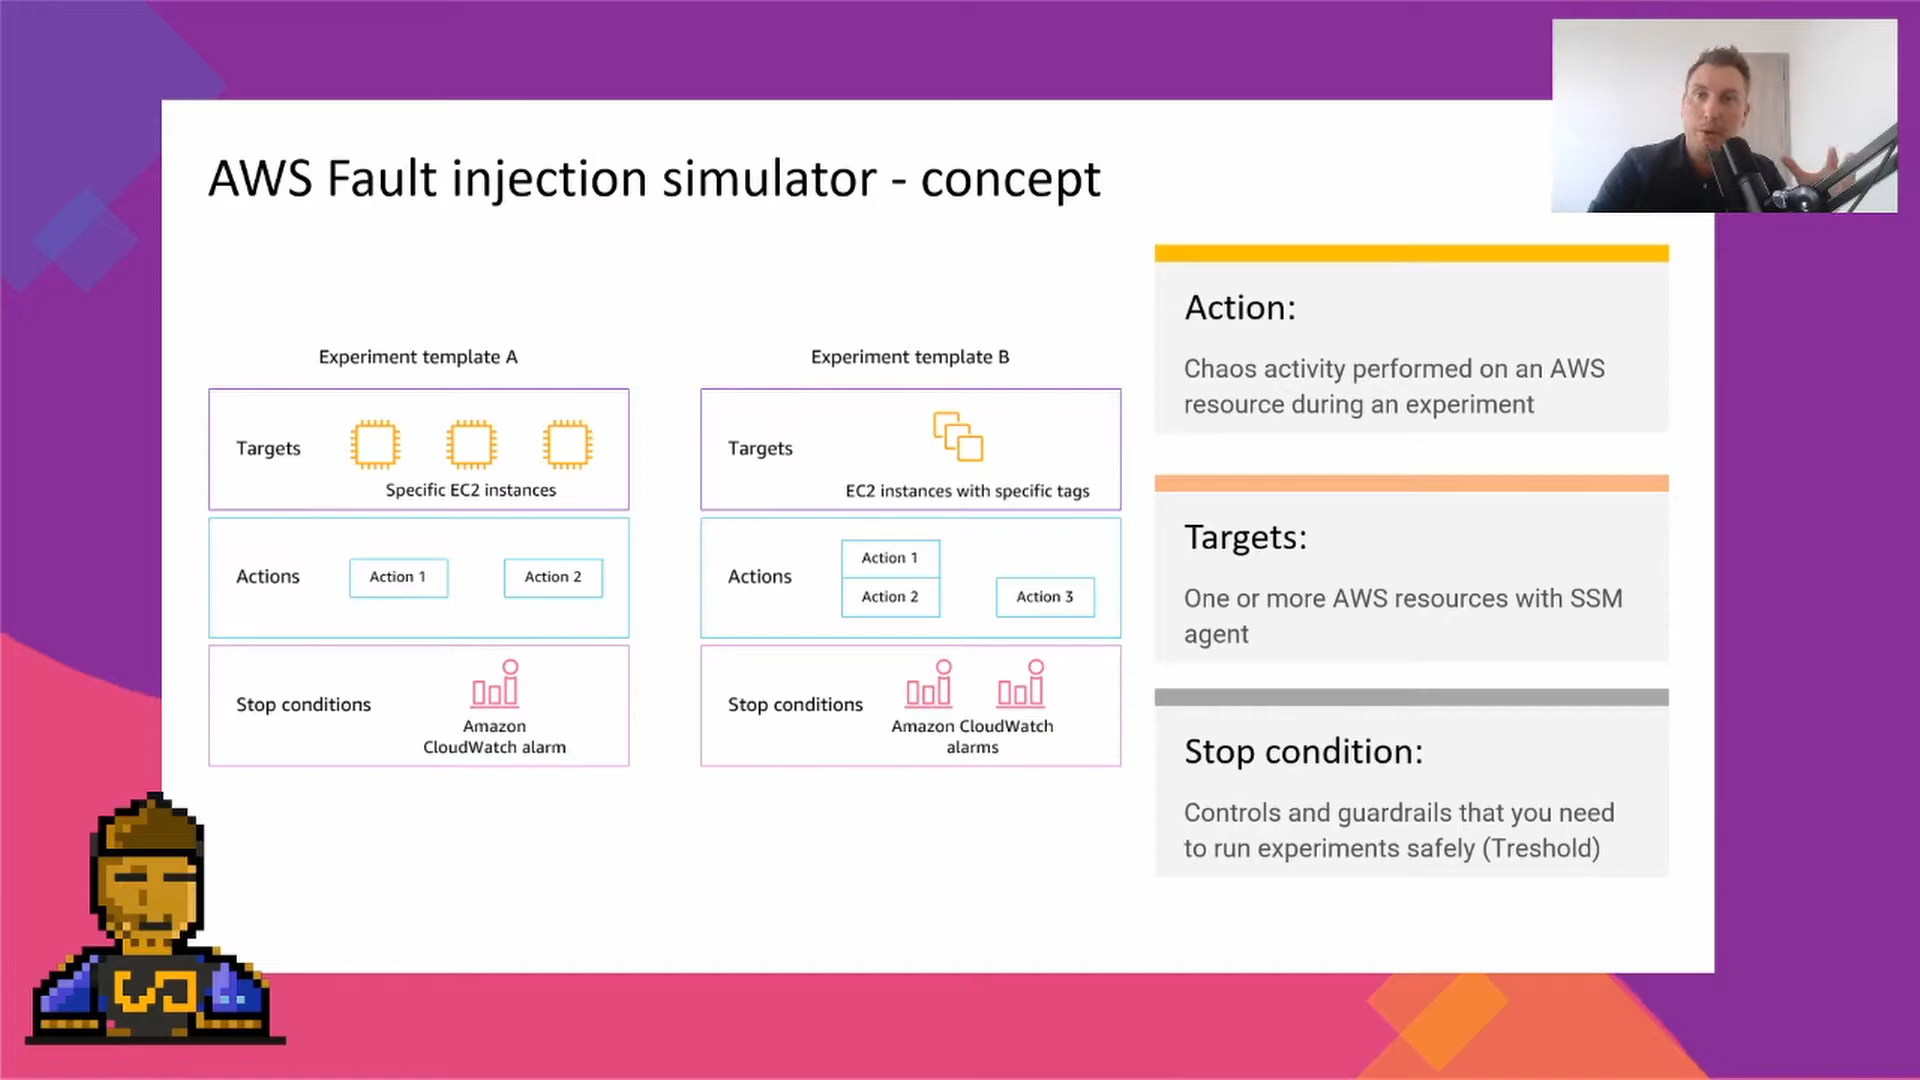 AWS Fault injection simulator - concept
Experiment template A
Targets
Specific EC2 instances
Actions
Action 1
Action 2
Stop conditions
Amazon
CloudWatch alarm
Experiment template B
Targets
EC2 instances with specific tags
Actions
Action 1
Action 2
Action 3
Stop conditions
Amazon CloudWatch
alarms
Action:
Chaos activity performed on an AWS
resource during an experiment
Targets:
One or more AWS resources with SSM
agent
Stop condition:
Controls and guardrails that you need
to run experiments safely (Treshold)